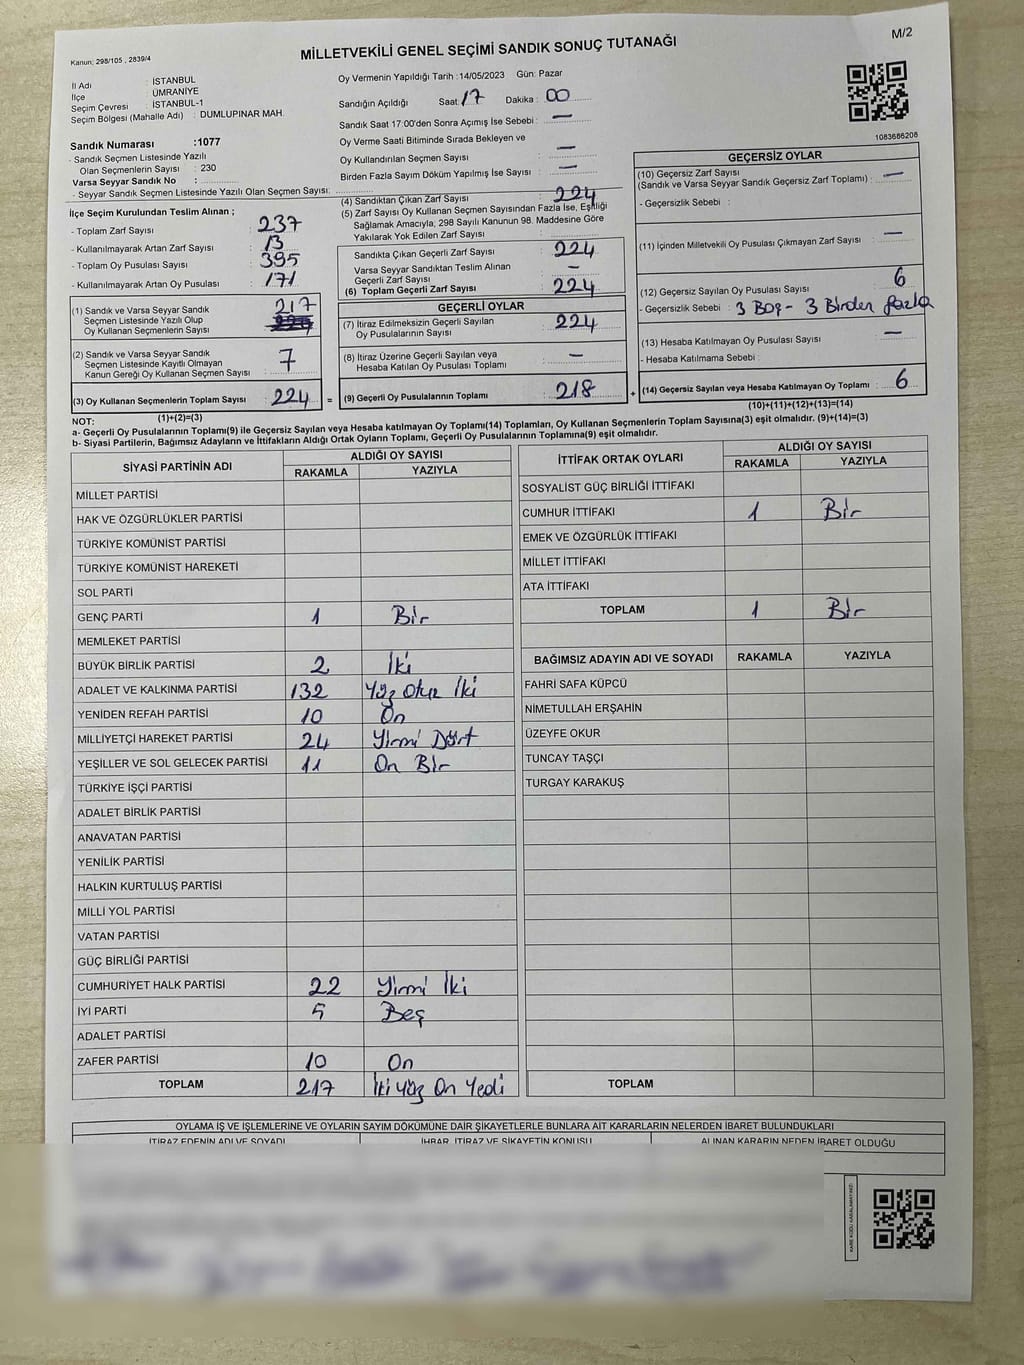 M/2
Kanun; 298/105 , 2839/4
MİLLETVEKİLİ GENEL SEÇİMİ SANDIK SONUÇ TUTANAĞI
İl Adı : İSTANBUL
İlçe : ÜMRANİYE
Seçim Çevresi : İSTANBUL-1
Seçim Bölgesi (Mahalle Adı) : DUMLUPINAR MAH.
Oy Vermenin Yapıldığı Tarih :14/05/2023 Gün: Pazar
Sandığın Açıldığı Saat: 17 Dakika : 00
Sandık Saat 17:00'den Sonra Açımış İse Sebebi : —
Oy Verme Saati Bitiminde Sırada Bekleyen ve
Oy Kullandırılan Seçmen Sayısı : —
Birden Fazla Sayım Döküm Yapılmış İse Sayısı : —
1083686208
Sandık Numarası :1077
- Sandık Seçmen Listesinde Yazılı
Olan Seçmenlerin Sayısı : 230
Varsa Seyyar Sandık No :
- Seyyar Sandık Seçmen Listesinde Yazılı Olan Seçmen Sayısı:
İlçe Seçim Kurulundan Teslim Alınan ;
- Toplam Zarf Sayısı : 237
- Kullanılmayarak Artan Zarf Sayısı : 13
- Toplam Oy Pusulası Sayısı : 395
- Kullanılmayarak Artan Oy Pusulası : 171
(1) Sandık ve Varsa Seyyar Sandık 217
Seçmen Listesinde Yazılı Olup
Oy Kullanan Seçmenlerin Sayısı
(2) Sandık ve Varsa Seyyar Sandık
Seçmen Listesinde Kayıtlı Olmayan 7
Kanun Gereği Oy Kullanan Seçmen Sayısı :
(3) Oy Kullanan Seçmenlerin Toplam Sayısı : 224 =
(1)+(2)=(3)
(4) Sandıktan Çıkan Zarf Sayısı : 224
(5) Zarf Sayısı Oy Kullanan Seçmen Sayısından Fazla İse, Eşitliği
Sağlamak Amacıyla; 298 Sayılı Kanunun 98. Maddesine Göre
Yakılarak Yok Edilen Zarf Sayısı :
Sandıkta Çıkan Geçerli Zarf Sayısı : 224
Varsa Seyyar Sandıktan Teslim Alınan
Geçerli Zarf Sayısı : —
(6) Toplam Geçerli Zarf Sayısı : 224
GEÇERLİ OYLAR
(7) İtiraz Edilmeksizin Geçerli Sayılan
Oy Pusulalarının Sayısı : 224
(8) İtiraz Üzerine Geçerli Sayılan veya
Hesaba Katılan Oy Pusulası Toplamı : —
(9) Geçerli Oy Pusulalarının Toplamı : 218 +
GEÇERSİZ OYLAR
(10) Geçersiz Zarf Sayısı
(Sandık ve Varsa Seyyar Sandık Geçersiz Zarf Toplamı) : —
- Geçersizlik Sebebi :
(11) İçinden Milletvekili Oy Pusulası Çıkmayan Zarf Sayısı : —
(12) Geçersiz Sayılan Oy Pusulası Sayısı : 6
- Geçersizlik Sebebi : 3 Boş - 3 Birden fazla
(13) Hesaba Katılmayan Oy Pusulası Sayısı : —
- Hesaba Katılmama Sebebi :
(14) Geçersiz Sayılan veya Hesaba Katılmayan Oy Toplamı : 6
(10)+(11)+(12)+(13)=(14)
NOT:
a- Geçerli Oy Pusulalarının Toplamı(9) ile Geçersiz Sayılan veya Hesaba katılmayan Oy Toplamı(14) Toplamları, Oy Kullanan Seçmenlerin Toplam Sayısına(3) eşit olmalıdır. (9)+(14)=(3)
b- Siyasi Partilerin, Bağımsız Adayların ve İttifakların Aldığı Ortak Oyların Toplamı, Geçerli Oy Pusulalarının Toplamına(9) eşit olmalıdır.
SİYASİ PARTİNİN ADI ALDIĞI OY SAYISI
RAKAMLA YAZIYLA
MİLLET PARTİSİ
HAK VE ÖZGÜRLÜKLER PARTİSİ
TÜRKİYE KOMÜNİST PARTİSİ
TÜRKİYE KOMÜNİST HAREKETİ
SOL PARTİ
GENÇ PARTİ 1 Bir
MEMLEKET PARTİSİ
BÜYÜK BİRLİK PARTİSİ 2 İki
ADALET VE KALKINMA PARTİSİ 132 Yüz Otuz İki
YENİDEN REFAH PARTİSİ 10 On
MİLLİYETÇİ HAREKET PARTİSİ 24 Yirmi Dört
YEŞİLLER VE SOL GELECEK PARTİSİ 11 On Bir
TÜRKİYE İŞÇİ PARTİSİ
ADALET BİRLİK PARTİSİ
ANAVATAN PARTİSİ
YENİLİK PARTİSİ
HALKIN KURTULUŞ PARTİSİ
MİLLİ YOL PARTİSİ
VATAN PARTİSİ
GÜÇ BİRLİĞİ PARTİSİ
CUMHURİYET HALK PARTİSİ 22 Yirmi İki
İYİ PARTİ 5 Beş
ADALET PARTİSİ
ZAFER PARTİSİ 10 On
TOPLAM 217 İki Yüz On Yedi
İTTİFAK ORTAK OYLARI ALDIĞI OY SAYISI
RAKAMLA YAZIYLA
SOSYALİST GÜÇ BİRLİĞİ İTTİFAKI
CUMHUR İTTİFAKI 1 Bir
EMEK VE ÖZGÜRLÜK İTTİFAKI
MİLLET İTTİFAKI
ATA İTTİFAKI
TOPLAM 1 Bir
BAĞIMSIZ ADAYIN ADI VE SOYADI RAKAMLA YAZIYLA
FAHRİ SAFA KÜPCÜ
NİMETULLAH ERŞAHİN
ÜZEYFE OKUR
TUNCAY TAŞÇI
TURGAY KARAKUŞ
TOPLAM
OYLAMA İŞ VE İŞLEMLERİNE VE OYLARIN SAYIM DÖKÜMÜNE DAİR ŞİKAYETLERLE BUNLARA AİT KARARLARIN NELERDEN İBARET BULUNDUKLARI
İTİRAZ EDENİN ADI VE SOYADI İHBAR, İTİRAZ VE ŞİKAYETİN KONUSU ALINAN KARARIN NEDEN İBARET OLDUĞU
KARE KODU KARALAMAYINIZ!